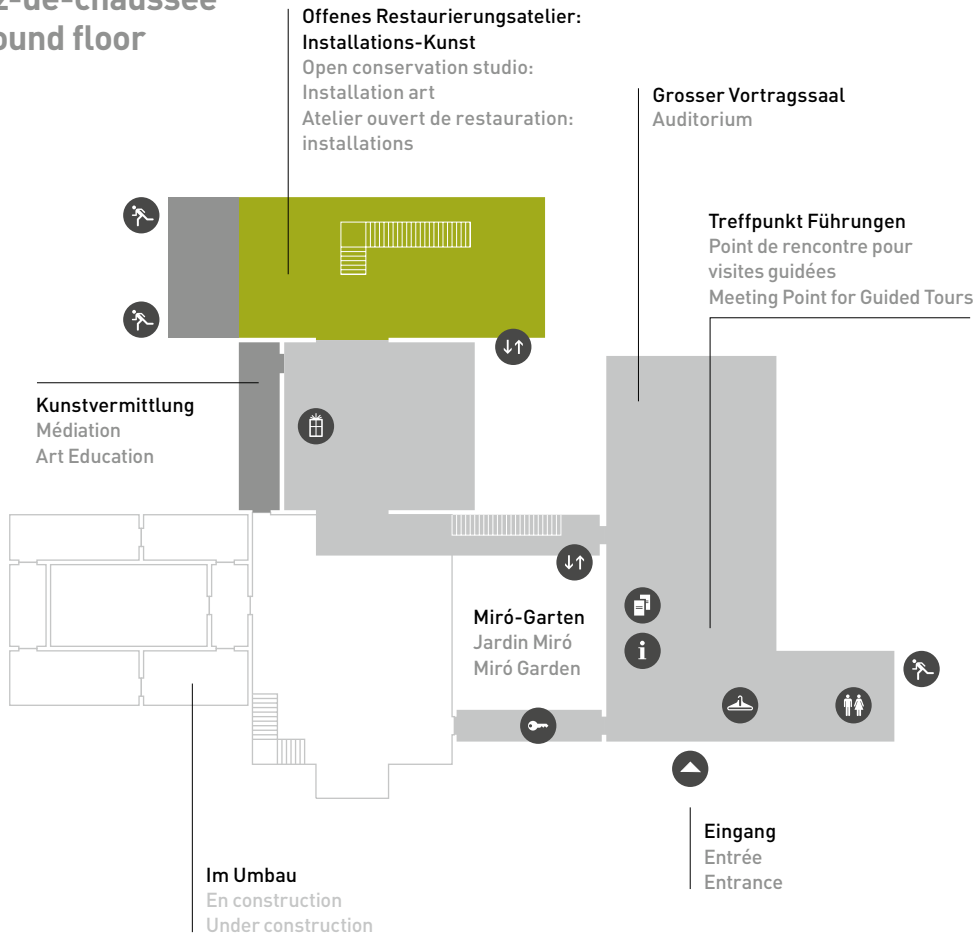 z-de-chaussée
ound floor
Offenes Restaurierungsatelier:
Installations-Kunst
Open conservation studio:
Installation art
Atelier ouvert de restauration:
installations
Grosser Vortragssaal
Auditorium
Treffpunkt Führungen
Point de rencontre pour
visites guidées
Meeting Point for Guided Tours
Kunstvermittlung
Médiation
Art Education
Miró-Garten
Jardin Miró
Miró Garden
i
Eingang
Entrée
Entrance
Im Umbau
En construction
Under construction